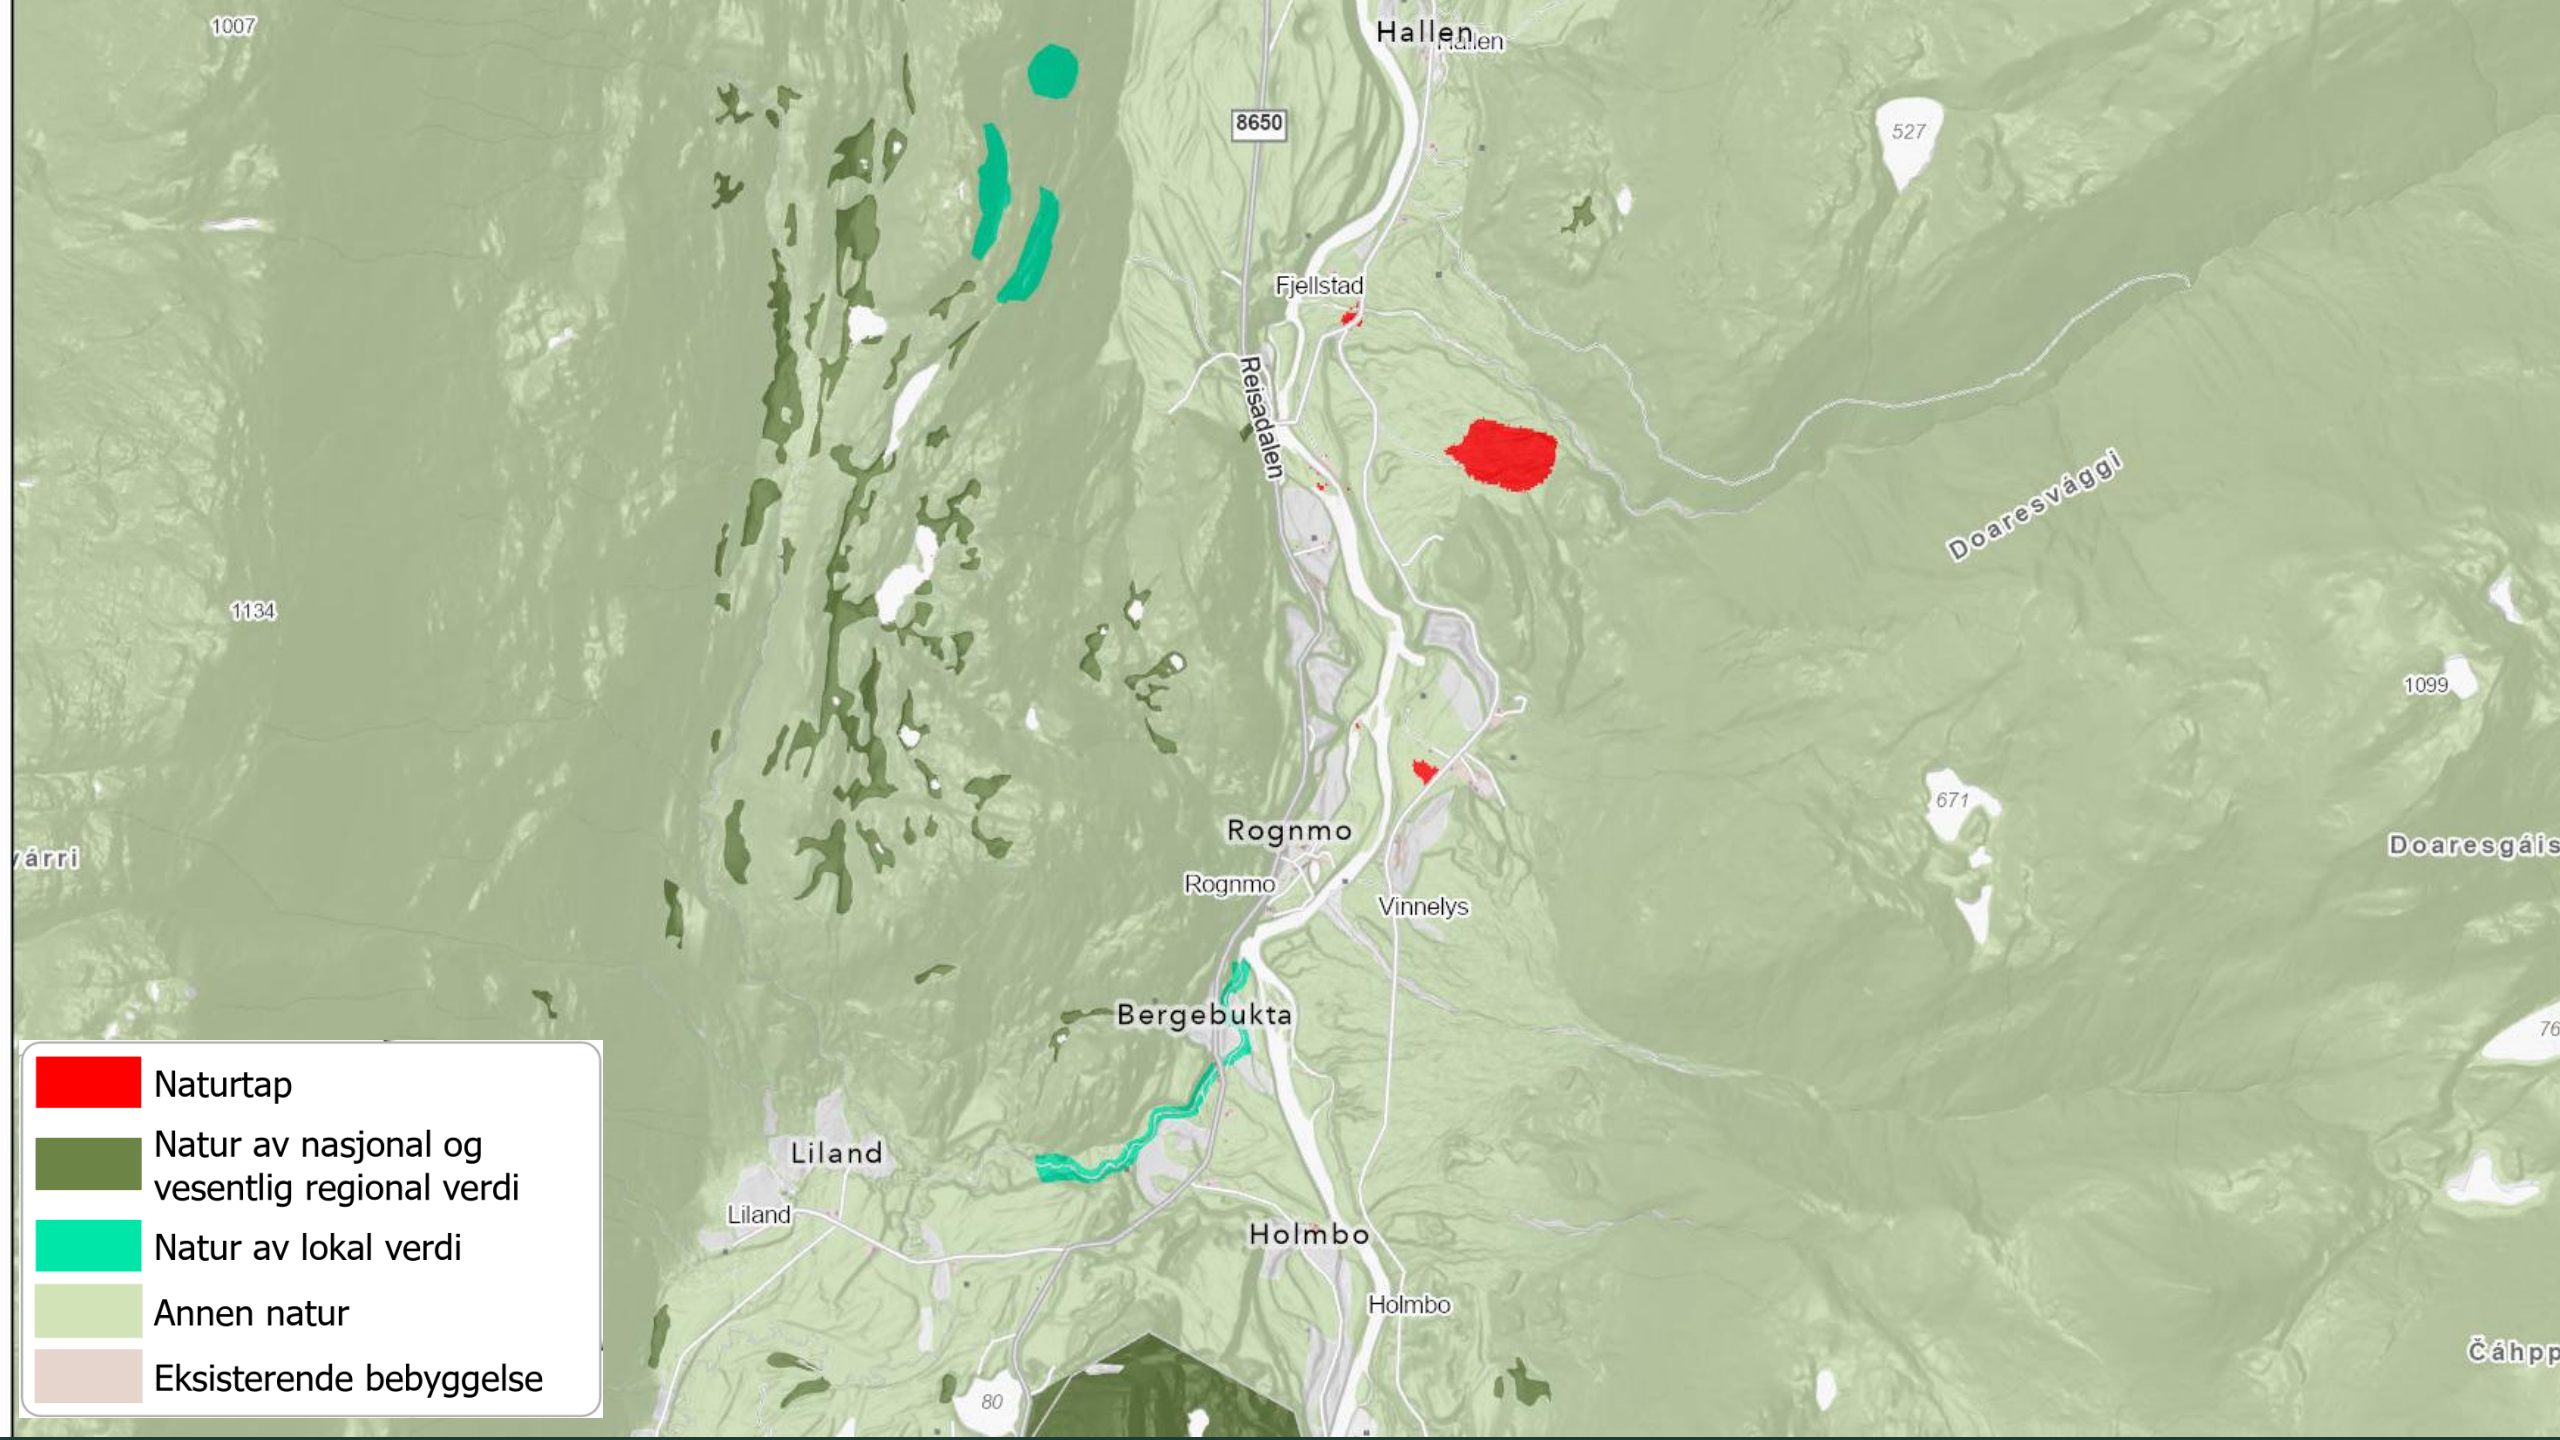 1007
Hallen
Hallen
8650
527
Fjellstad
Reisadalen
Doaresvággi
1134
1099
671
Rognmo
Doaresgáis
várri
Rognmo
Vinnelys
Bergebukta
76
Liland
Liland
Holmbo
Holmbo
Čáhpp
80
Naturtap
Natur av nasjonal og
vesentlig regional verdi
Natur av lokal verdi
Annen natur
Eksisterende bebyggelse